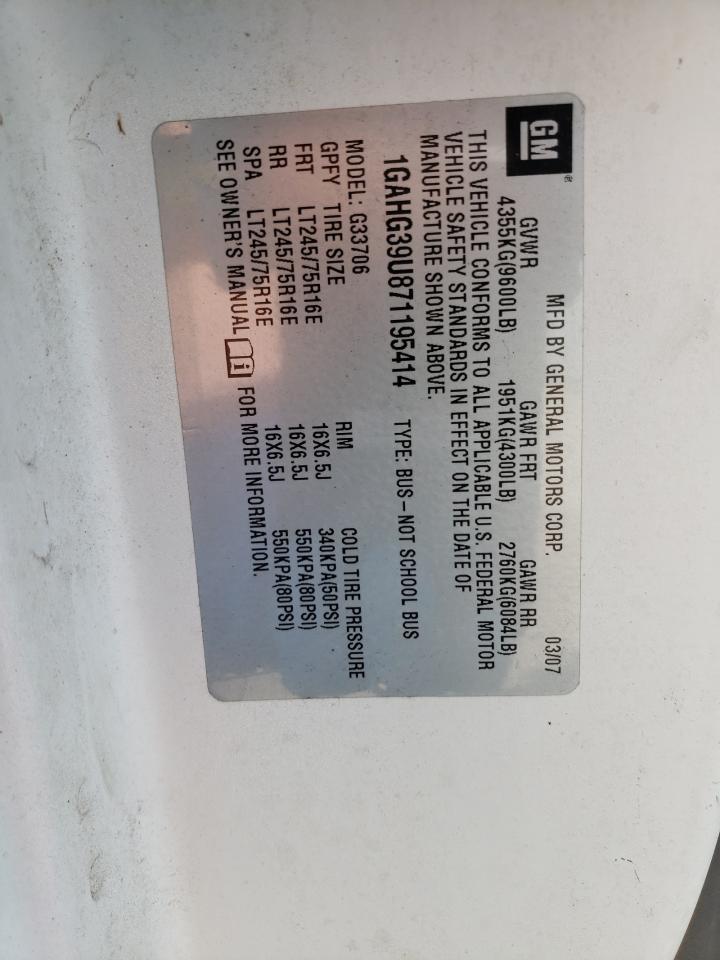 GM®
MFD BY GENERAL MOTORS CORP. 03/07
GVWR GAWR FRT GAWR RR
4355KG(9600LB) 1951KG(4300LB) 2760KG(6084LB)
THIS VEHICLE CONFORMS TO ALL APPLICABLE U.S. FEDERAL MOTOR
VEHICLE SAFETY STANDARDS IN EFFECT ON THE DATE OF
MANUFACTURE SHOWN ABOVE.
1GAHG39U871195414 TYPE: BUS-NOT SCHOOL BUS
MODEL: G33706
GPFY TIRE SIZE RIM COLD TIRE PRESSURE
FRT LT245/75R16E 16X6.5J 340KPA(50PSI)
RR LT245/75R16E 16X6.5J 550KPA(80PSI)
SPA LT245/75R16E 16X6.5J 550KPA(80PSI)
SEE OWNER'S MANUAL i FOR MORE INFORMATION.